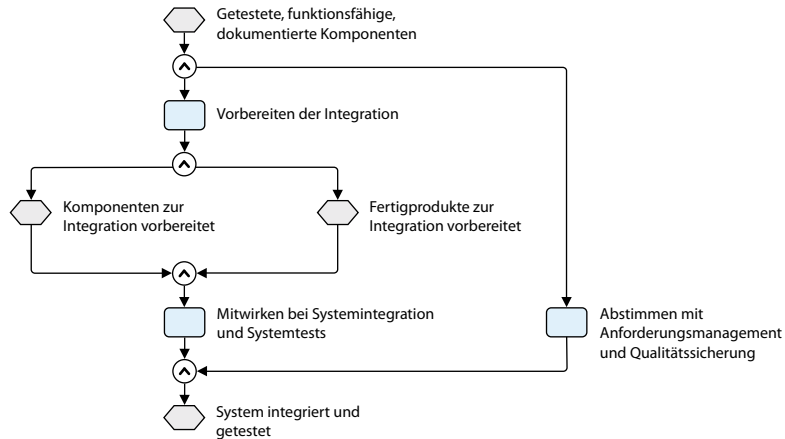 Getestete, funktionsfähige,
dokumentierte Komponenten
Vorbereiten der Integration
Komponenten zur
Integration vorbereitet
Fertigprodukte zur
Integration vorbereitet
Mitwirken bei Systemintegration
und Systemtests
Abstimmen mit
Anforderungsmanagement
und Qualitätssicherung
System integriert und
getestet